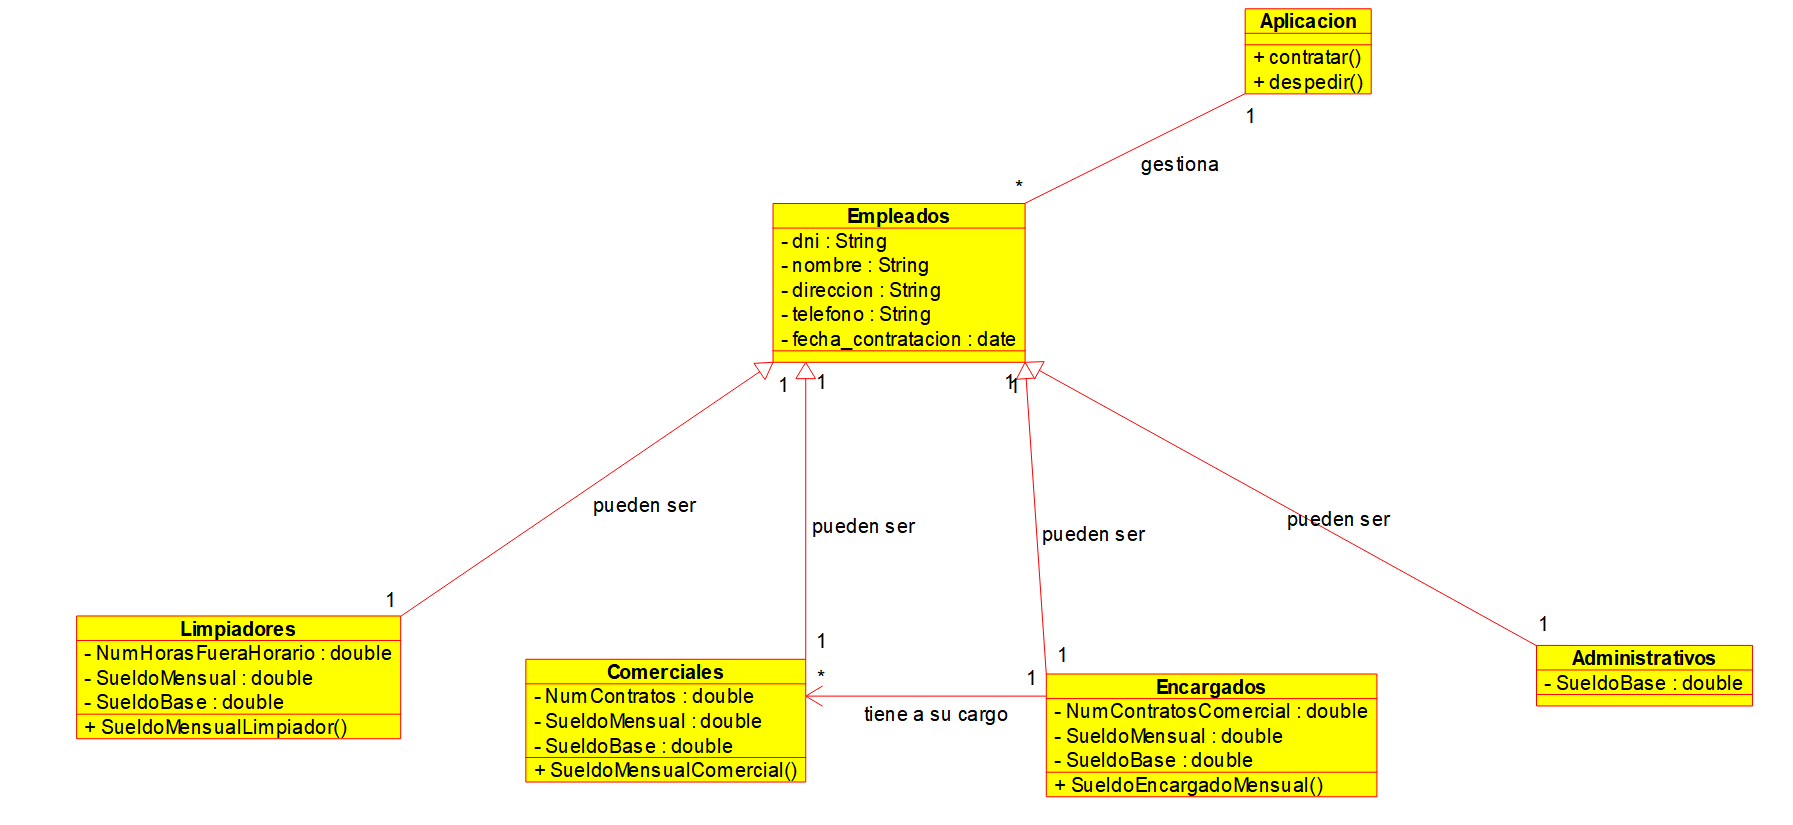 Aplicacion
+ contratar()
+ despedir()
1
gestiona
*
Empleados
- dni : String
- nombre : String
- direccion : String
- telefono : String
- fecha_contratacion : date
1
1
1
1
pueden ser
pueden ser
pueden ser
pueden ser
1
1
1
1
Limpiadores
- NumHorasFueraHorario : double
- SueldoMensual : double
- SueldoBase : double
+ SueldoMensualLimpiador()
Comerciales
- NumContratos : double
- SueldoMensual : double
- SueldoBase : double
+ SueldoMensualComercial()
*
1
tiene a su cargo
Encargados
- NumContratosComercial : double
- SueldoMensual : double
- SueldoBase : double
+ SueldoEncargadoMensual()
Administrativos
- SueldoBase : double